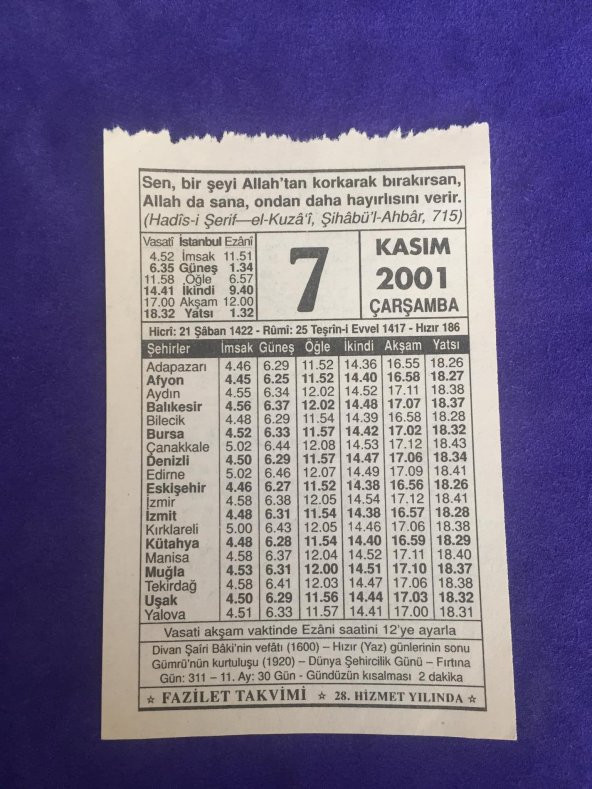 Sen, bir şeyi Allah'tan korkarak bırakırsan,
Allah da sana, ondan daha hayırlısını verir.
(Hadîs-i Şerif—el-Kuzâ'î, Şihâbü'l-Ahbâr, 715)
Vasatî İstanbul Ezânî
4.52 İmsak 11.51
6.35 Güneş 1.34
11.58 Öğle 6.57
14.41 İkindi 9.40
17.00 Akşam 12.00
18.32 Yatsı 1.32
7
KASIM
2001
ÇARŞAMBA
Hicrî: 21 Şâban 1422 - Rûmî: 25 Teşrîn-i Evvel 1417 - Hızır 186
Şehirler İmsak Güneş Öğle İkindi Akşam Yatsı
Adapazarı 4.46 6.29 11.52 14.36 16.55 18.26
Afyon 4.45 6.25 11.52 14.40 16.58 18.27
Aydın 4.55 6.34 12.02 14.52 17.11 18.38
Balıkesir 4.56 6.37 12.02 14.48 17.07 18.37
Bilecik 4.48 6.29 11.54 14.39 16.58 18.28
Bursa 4.52 6.33 11.57 14.42 17.02 18.32
Çanakkale 5.02 6.44 12.08 14.53 17.12 18.43
Denizli 4.50 6.29 11.57 14.47 17.06 18.34
Edirne 5.02 6.46 12.07 14.49 17.09 18.41
Eskişehir 4.46 6.27 11.52 14.38 16.56 18.26
İzmir 4.58 6.38 12.05 14.54 17.12 18.41
İzmit 4.48 6.31 11.54 14.38 16.57 18.28
Kırklareli 5.00 6.43 12.05 14.46 17.06 18.38
Kütahya 4.48 6.28 11.54 14.40 16.59 18.29
Manisa 4.58 6.37 12.04 14.52 17.11 18.40
Muğla 4.53 6.31 12.00 14.51 17.10 18.37
Tekirdağ 4.58 6.41 12.03 14.47 17.06 18.38
Uşak 4.50 6.29 11.56 14.44 17.03 18.32
Yalova 4.51 6.33 11.57 14.41 17.00 18.31
Vasati akşam vaktinde Ezâni saatini 12'ye ayarla
Divan Şaîri Bâkî'nin vefâtı (1600) – Hızır (Yaz) günlerinin sonu
Gümrü'nün kurtuluşu (1920) – Dünya Şehircilik Günü – Fırtına
Gün: 311 – 11. Ay: 30 Gün - Gündüzün kısalması 2 dakika
☆ FAZİLET TAKVİMİ ☆ 28. HİZMET YILINDA ☆